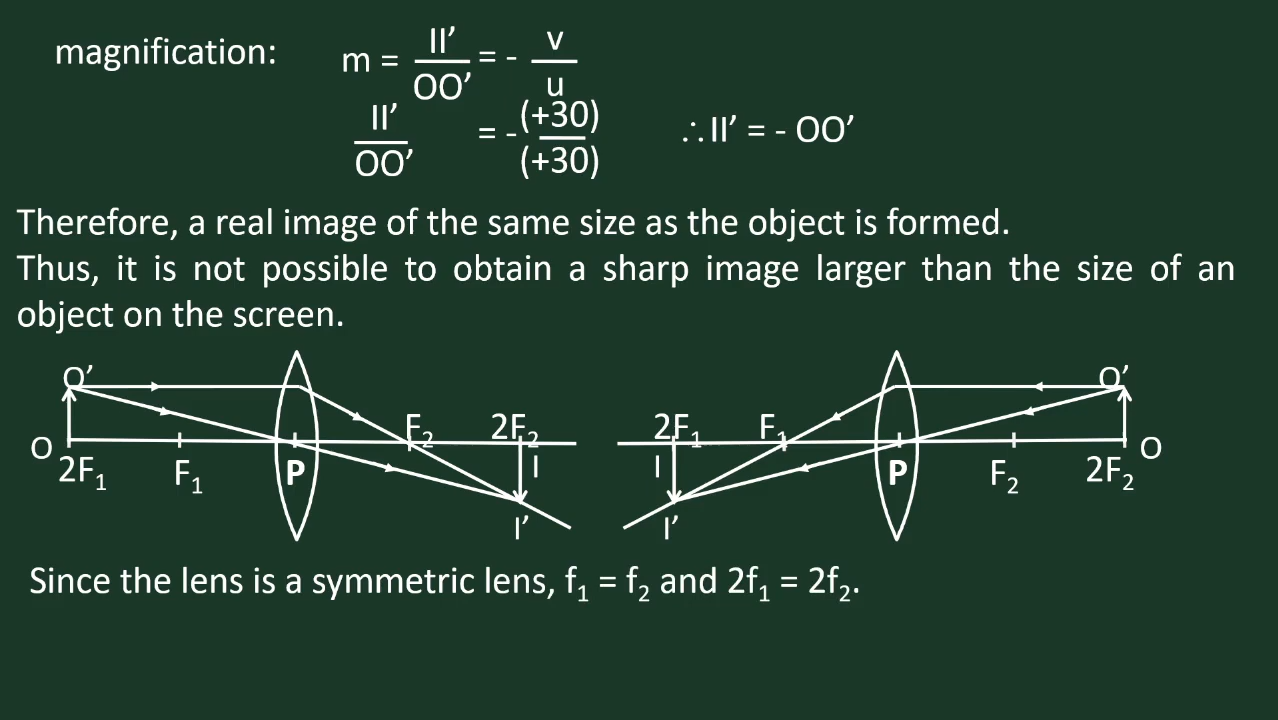 magnification: m = II’/OO’ = - v/u
II’/OO’ = - (+30)/(+30) ∴II’ = - OO’
Therefore, a real image of the same size as the object is formed.
Thus, it is not possible to obtain a sharp image larger than the size of an
object on the screen.
O’ O’
F₂ 2F₂ 2F₁ F₁
O 2F₁ F₁ P I I P F₂ 2F₂ O
I’ I’
Since the lens is a symmetric lens, f₁ = f₂ and 2f₁ = 2f₂.